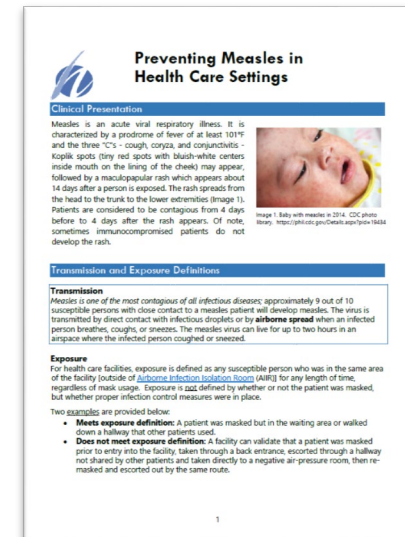 Preventing Measles in
Health Care Settings
Clinical Presentation
Measles is an acute viral respiratory illness. It is
characterized by a prodrome of fever of at least 101°F
and the three "C"s - cough, coryza, and conjunctivitis -
Koplik spots (tiny red spots with bluish-white centers
inside mouth on the lining of the cheek) may appear,
followed by a maculopapular rash which appears about
14 days after a person is exposed. The rash spreads from
the head to the trunk to the lower extremities (Image 1).
Patients are considered to be contagious from 4 days
before to 4 days after the rash appears. Of note,
sometimes immunocompromised patients do not
develop the rash.
Image 1. Baby with measles in 2014. CDC photo
library. https://phil.cdc.gov/Details.aspx?pid=19434
Transmission and Exposure Definitions
Transmission
Measles is one of the most contagious of all infectious diseases; approximately 9 out of 10
susceptible persons with close contact to a measles patient will develop measles. The virus is
transmitted by direct contact with infectious droplets or by airborne spread when an infected
person breathes, coughs, or sneezes. The measles virus can live for up to two hours in an
airspace where the infected person coughed or sneezed.
Exposure
For health care facilities, exposure is defined as any susceptible person who was in the same area
of the facility [outside of Airborne Infection Isolation Room (AIIR)] for any length of time,
regardless of mask usage. Exposure is not defined by whether or not the patient was masked,
but whether proper infection control measures were in place.
Two examples are provided below:
• Meets exposure definition: A patient was masked but in the waiting area or walked
down a hallway that other patients used.
• Does not meet exposure definition: A facility can validate that a patient was masked
prior to entry into the facility, taken through a back entrance, escorted through a hallway
not shared by other patients and taken directly to a negative air-pressure room, then re-
masked and escorted out by the same route.
1